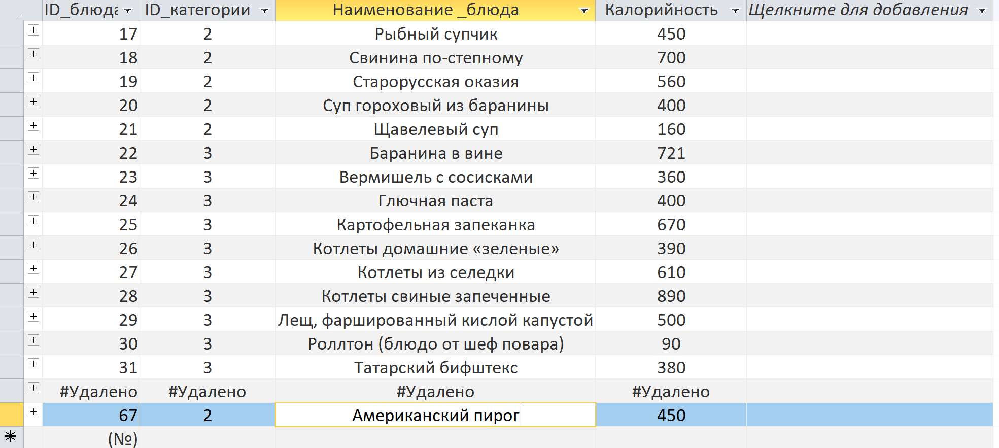 ID_блюда ID_категории Наименование _блюда Калорийность Щелкните для добавления
17 2 Рыбный супчик 450
18 2 Свинина по-степному 700
19 2 Старорусская оказия 560
20 2 Суп гороховый из баранины 400
21 2 Щавелевый суп 160
22 3 Баранина в вине 721
23 3 Вермишель с сосисками 360
24 3 Глючная паста 400
25 3 Картофельная запеканка 670
26 3 Котлеты домашние «зеленые» 390
27 3 Котлеты из селедки 610
28 3 Котлеты свиные запеченные 890
29 3 Лещ, фаршированный кислой капустой 500
30 3 Роллтон (блюдо от шеф повара) 90
31 3 Татарский бифштекс 380
#Удалено #Удалено #Удалено #Удалено
67 2 Американский пирог 450
(№)